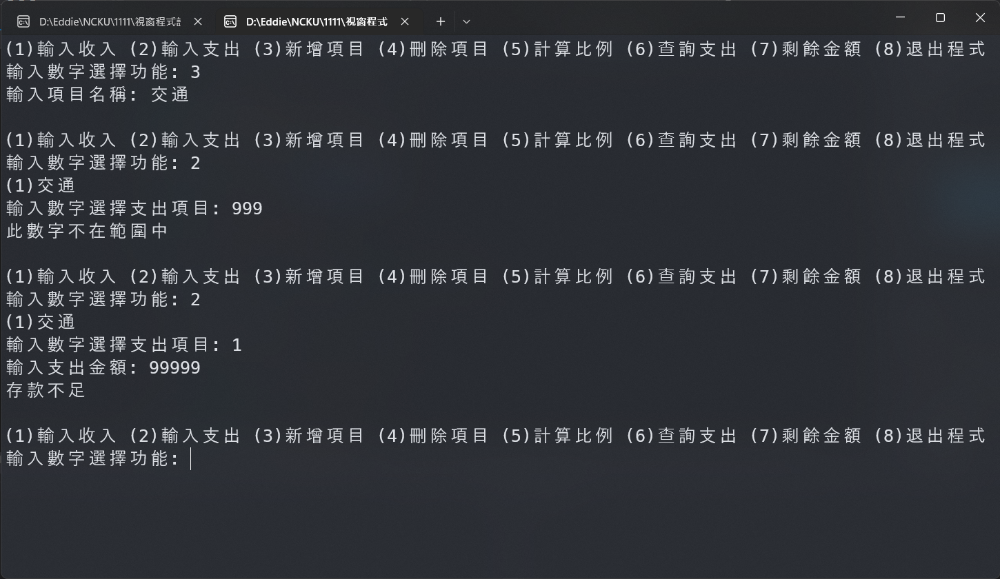 D:\Eddie\NCKU\1111\視窗程式 D:\Eddie\NCKU\1111\視窗程式
(1)輸入收入 (2)輸入支出 (3)新增項目 (4)刪除項目 (5)計算比例 (6)查詢支出 (7)剩餘金額 (8)退出程式
輸入數字選擇功能: 3
輸入項目名稱: 交通
(1)輸入收入 (2)輸入支出 (3)新增項目 (4)刪除項目 (5)計算比例 (6)查詢支出 (7)剩餘金額 (8)退出程式
輸入數字選擇功能: 2
(1)交通
輸入數字選擇支出項目: 999
此數字不在範圍中
(1)輸入收入 (2)輸入支出 (3)新增項目 (4)刪除項目 (5)計算比例 (6)查詢支出 (7)剩餘金額 (8)退出程式
輸入數字選擇功能: 2
(1)交通
輸入數字選擇支出項目: 1
輸入支出金額: 99999
存款不足
(1)輸入收入 (2)輸入支出 (3)新增項目 (4)刪除項目 (5)計算比例 (6)查詢支出 (7)剩餘金額 (8)退出程式
輸入數字選擇功能: